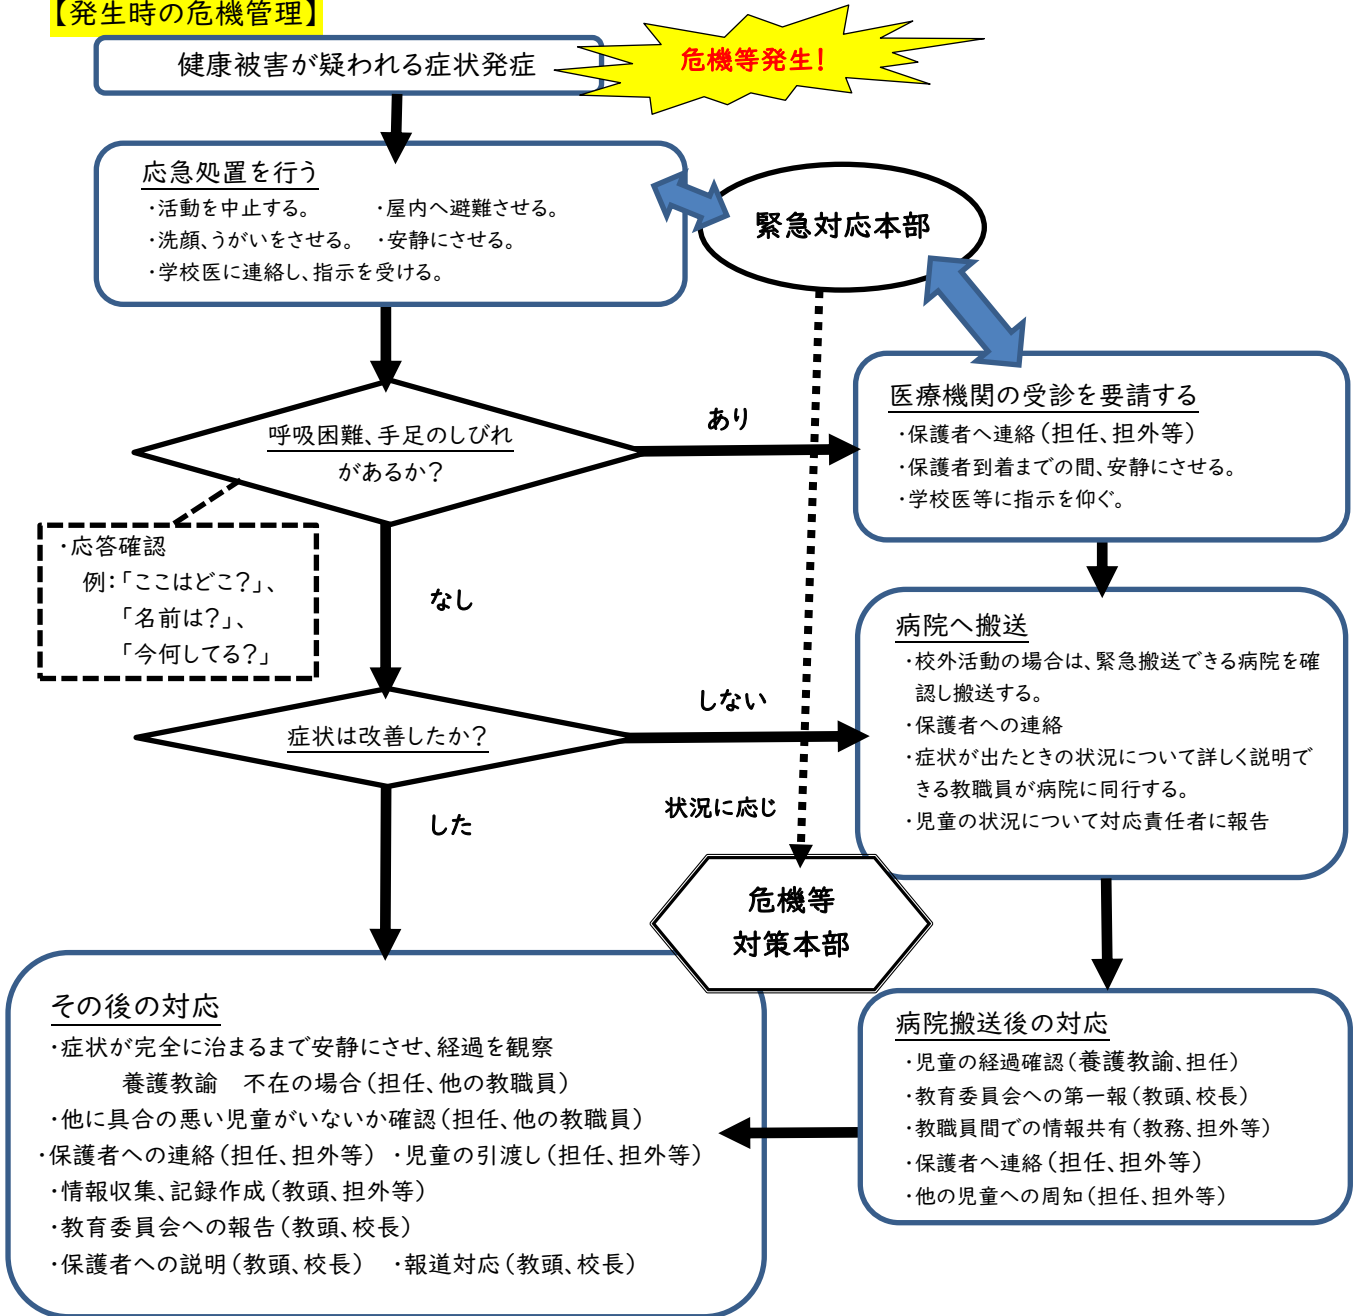 【発生時の危機管理】
健康被害が疑われる症状発症
危機等発生!
応急処置を行う
・活動を中止する。 ・屋内へ避難させる。
・洗顔、うがいをさせる。 ・安静にさせる。
・学校医に連絡し、指示を受ける。
緊急対応本部
呼吸困難、手足のしびれ
があるか?
あり
医療機関の受診を要請する
・保護者へ連絡(担任、担外等)
・保護者到着までの間、安静にさせる。
・学校医等に指示を仰ぐ。
・応答確認
例:「ここはどこ?」、
「名前は?」、
「今何してる?」
なし
病院へ搬送
・校外活動の場合は、緊急搬送できる病院を確
認し搬送する。
・保護者への連絡
・症状が出たときの状況について詳しく説明で
きる教職員が病院に同行する。
・児童の状況について対応責任者に報告
症状は改善したか?
しない
した
状況に応じ
危機等
対策本部
その後の対応
・症状が完全に治まるまで安静にさせ、経過を観察
養護教諭 不在の場合(担任、他の教職員)
・他に具合の悪い児童がいないか確認(担任、他の教職員)
・保護者への連絡(担任、担外等) ・児童の引渡し(担任、担外等)
・情報収集、記録作成(教頭、担外等)
・教育委員会への報告(教頭、校長)
・保護者への説明(教頭、校長) ・報道対応(教頭、校長)
病院搬送後の対応
・児童の経過確認(養護教諭、担任)
・教育委員会への第一報(教頭、校長)
・教職員間での情報共有(教務、担外等)
・保護者へ連絡(担任、担外等)
・他の児童への周知(担任、担外等)